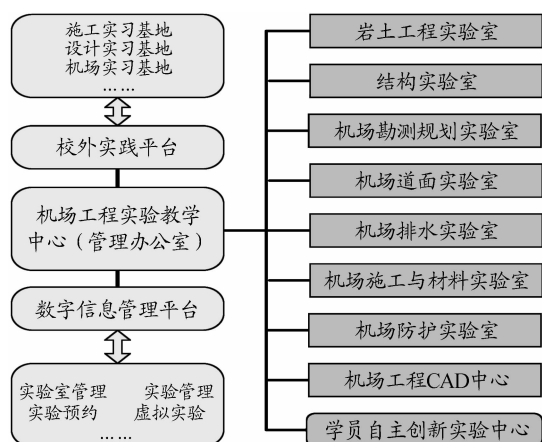 施工实习基地
设计实习基地
机场实习基地
……
校外实践平台
机场工程实验教学
中心（管理办公室）
数字信息管理平台
实验室管理 实验管理
实验预约 虚拟实验
……
岩土工程实验室
结构实验室
机场勘测规划实验室
机场道面实验室
机场排水实验室
机场施工与材料实验室
机场防护实验室
机场工程CAD中心
学员自主创新实验中心